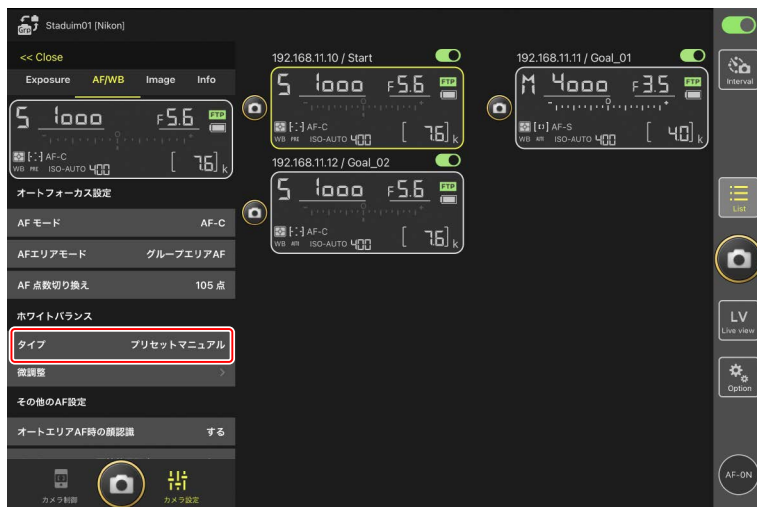 Staduim01 [Nikon]
Grp
<< Close
Exposure AF/WB Image Info
S 1000 F5.6 FTP
AF-C
WB PRE ISO-AUTO 400 [ 7.6] k
オートフォーカス設定
AF モード AF-C
AFエリアモード グループエリアAF
AF 点数切り換え 105 点
ホワイトバランス
タイプ プリセットマニュアル
微調整 >
その他のAF設定
オートエリアAF時の顔認識 する
カメラ制御 カメラ設定
192.168.11.10 / Start
S 1000 F5.6 FTP
AF-C
WB PRE ISO-AUTO 400 [ 7.6] k
192.168.11.11 / Goal_01
M 4000 F3.5 FTP
AF-S
WB ISO-AUTO 400 [ 4.0] k
192.168.11.12 / Goal_02
S 1000 F5.6 FTP
AF-C
WB ISO-AUTO 400 [ 7.6] k
Interval
List
LV
Live view
Option
AF-ON